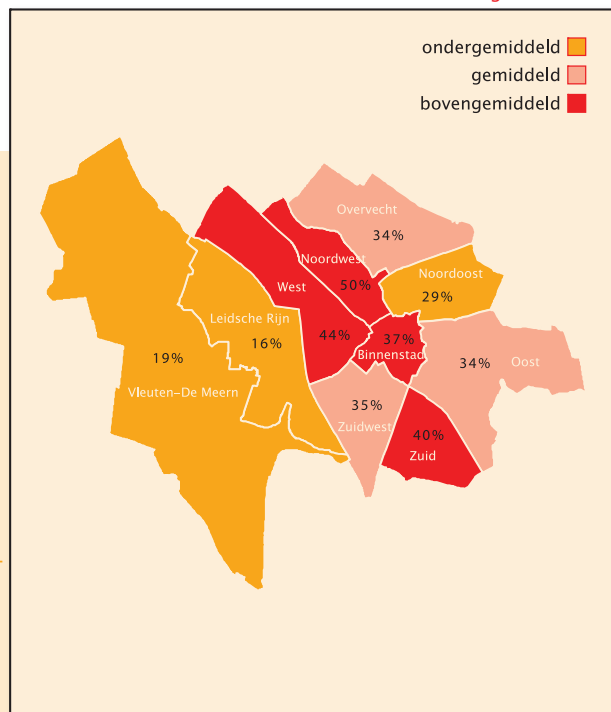 ondergemiddeld
gemiddeld
bovengemiddeld
Overvecht
34%
Noordwest
50%
Noordoost
29%
West
44%
Leidsche Rijn
16%
37%
Binnenstad
34%
Oost
19%
Vleuten–De Meern
35%
Zuidwest
40%
Zuid